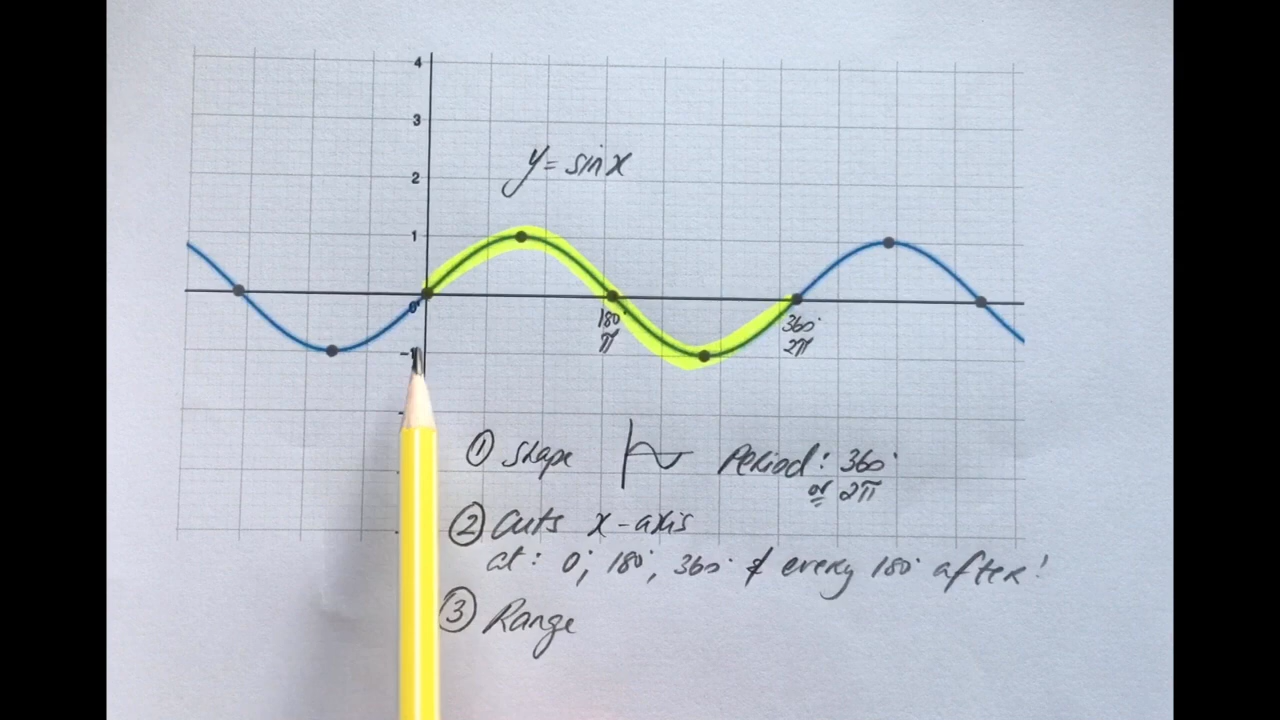 4
3
2
y = sin x
1
0
180°
π
360°
2π
-1
① Shape Period: 360°
or 2π
② Cuts x-axis
at: 0, 180°, 360° & every 180° after!
③ Range